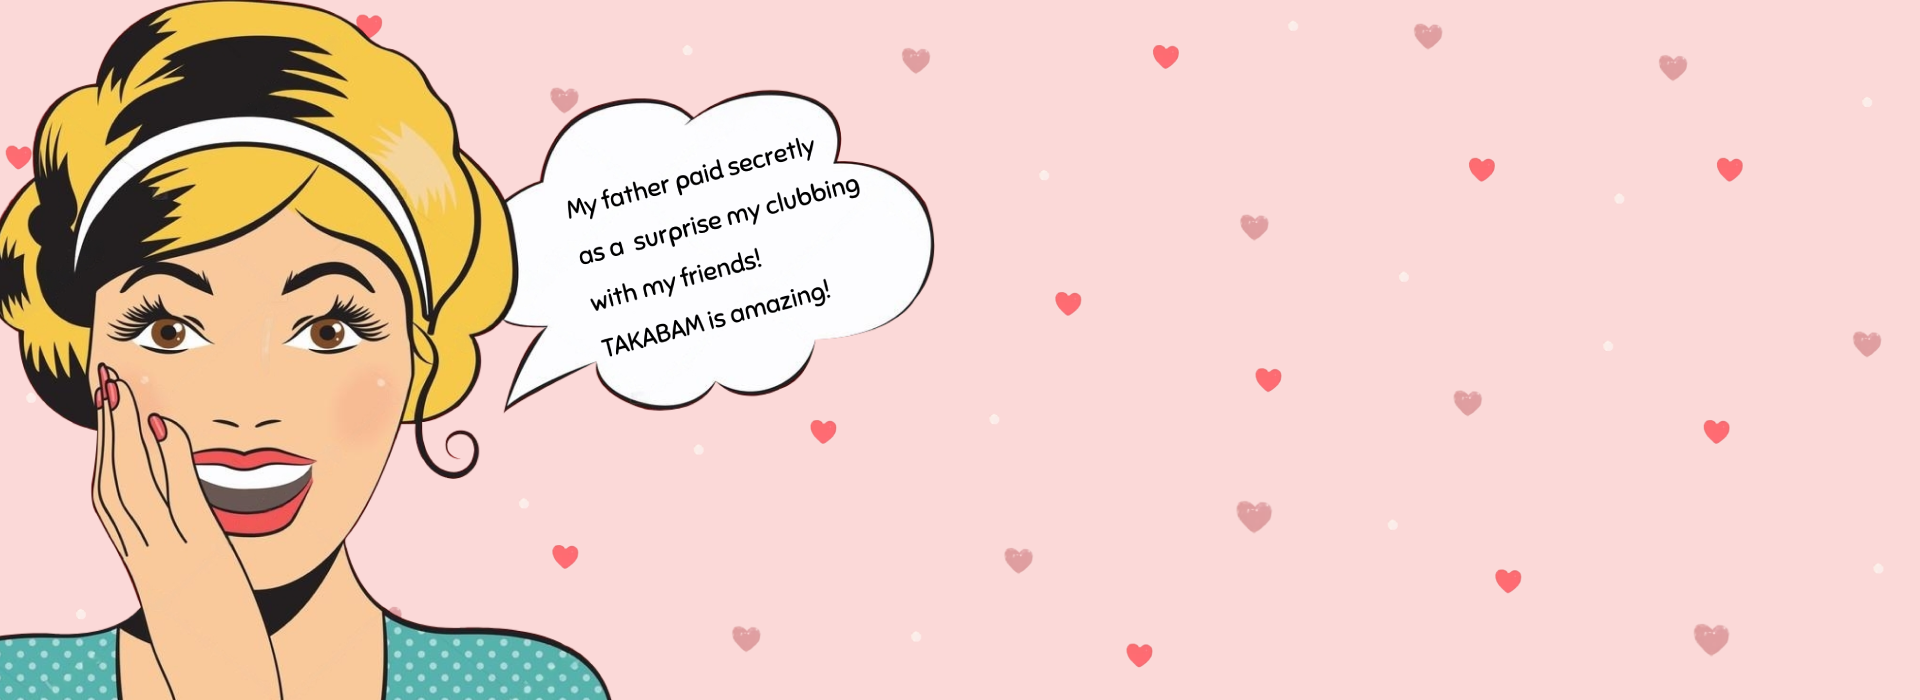 My father paid secretly
as a surprise my clubbing
with my friends!
TAKABAM is amazing!